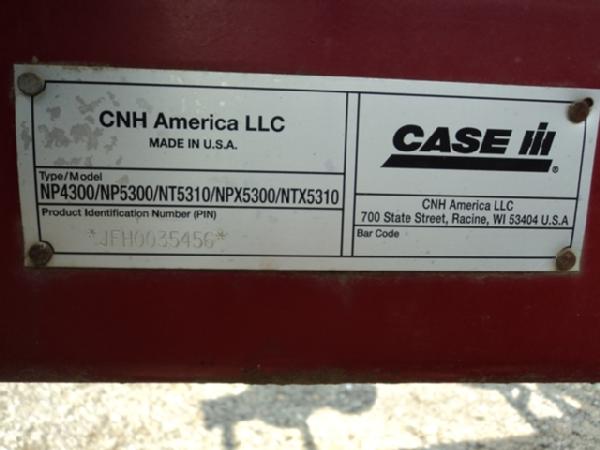 CNH America LLC
MADE IN U.S.A.
Type/Model
NP4300/NP5300/NT5310/NPX5300/NTX5310
Product Identification Number (PIN)
*JFH0035456*
CASE IH
CNH America LLC
700 State Street, Racine, WI 53404 U.S.A
Bar Code